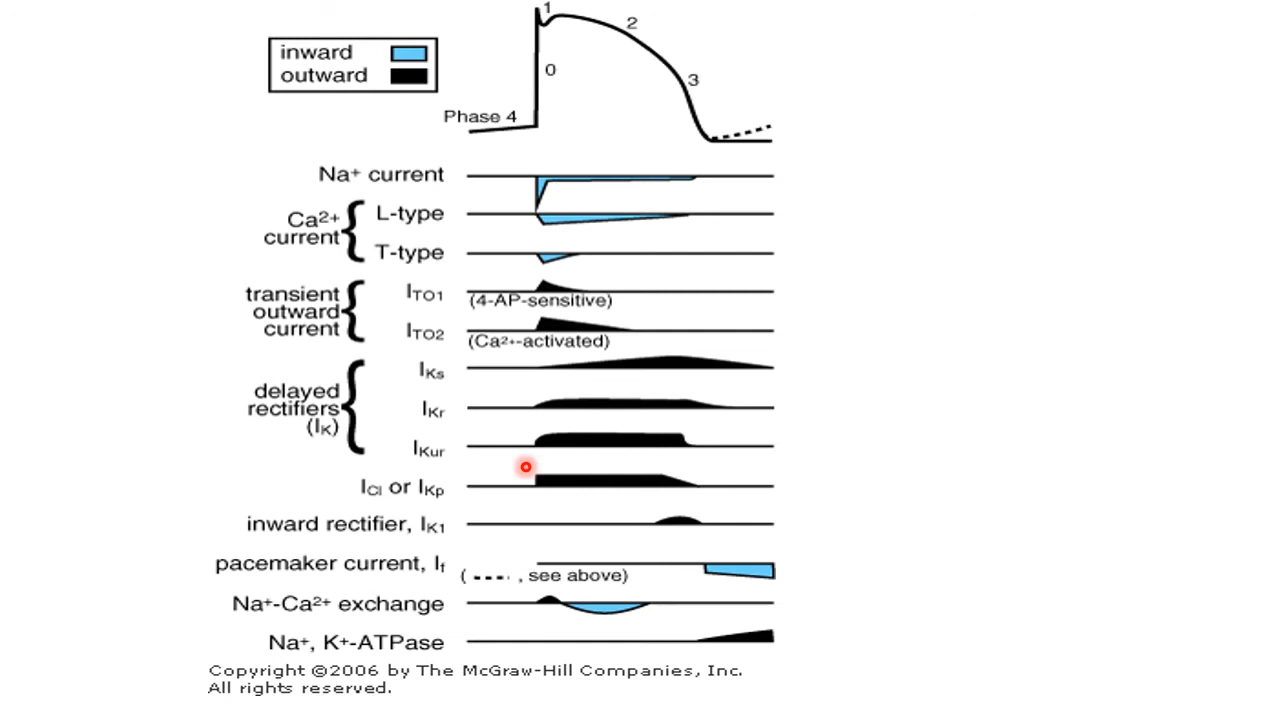 1
2
inward
outward
0
3
Phase 4
Na+ current
Ca2+
current
L-type
T-type
transient
outward
current
ITO1
(4-AP-sensitive)
ITO2
(Ca2+-activated)
delayed
rectifiers
(IK)
IKs
IKr
IKur
ICl or IKp
inward rectifier, IK1
pacemaker current, If
( ---- , see above)
Na+-Ca2+ exchange
Na+, K+-ATPase
Copyright ©2006 by The McGraw-Hill Companies, Inc.
All rights reserved.